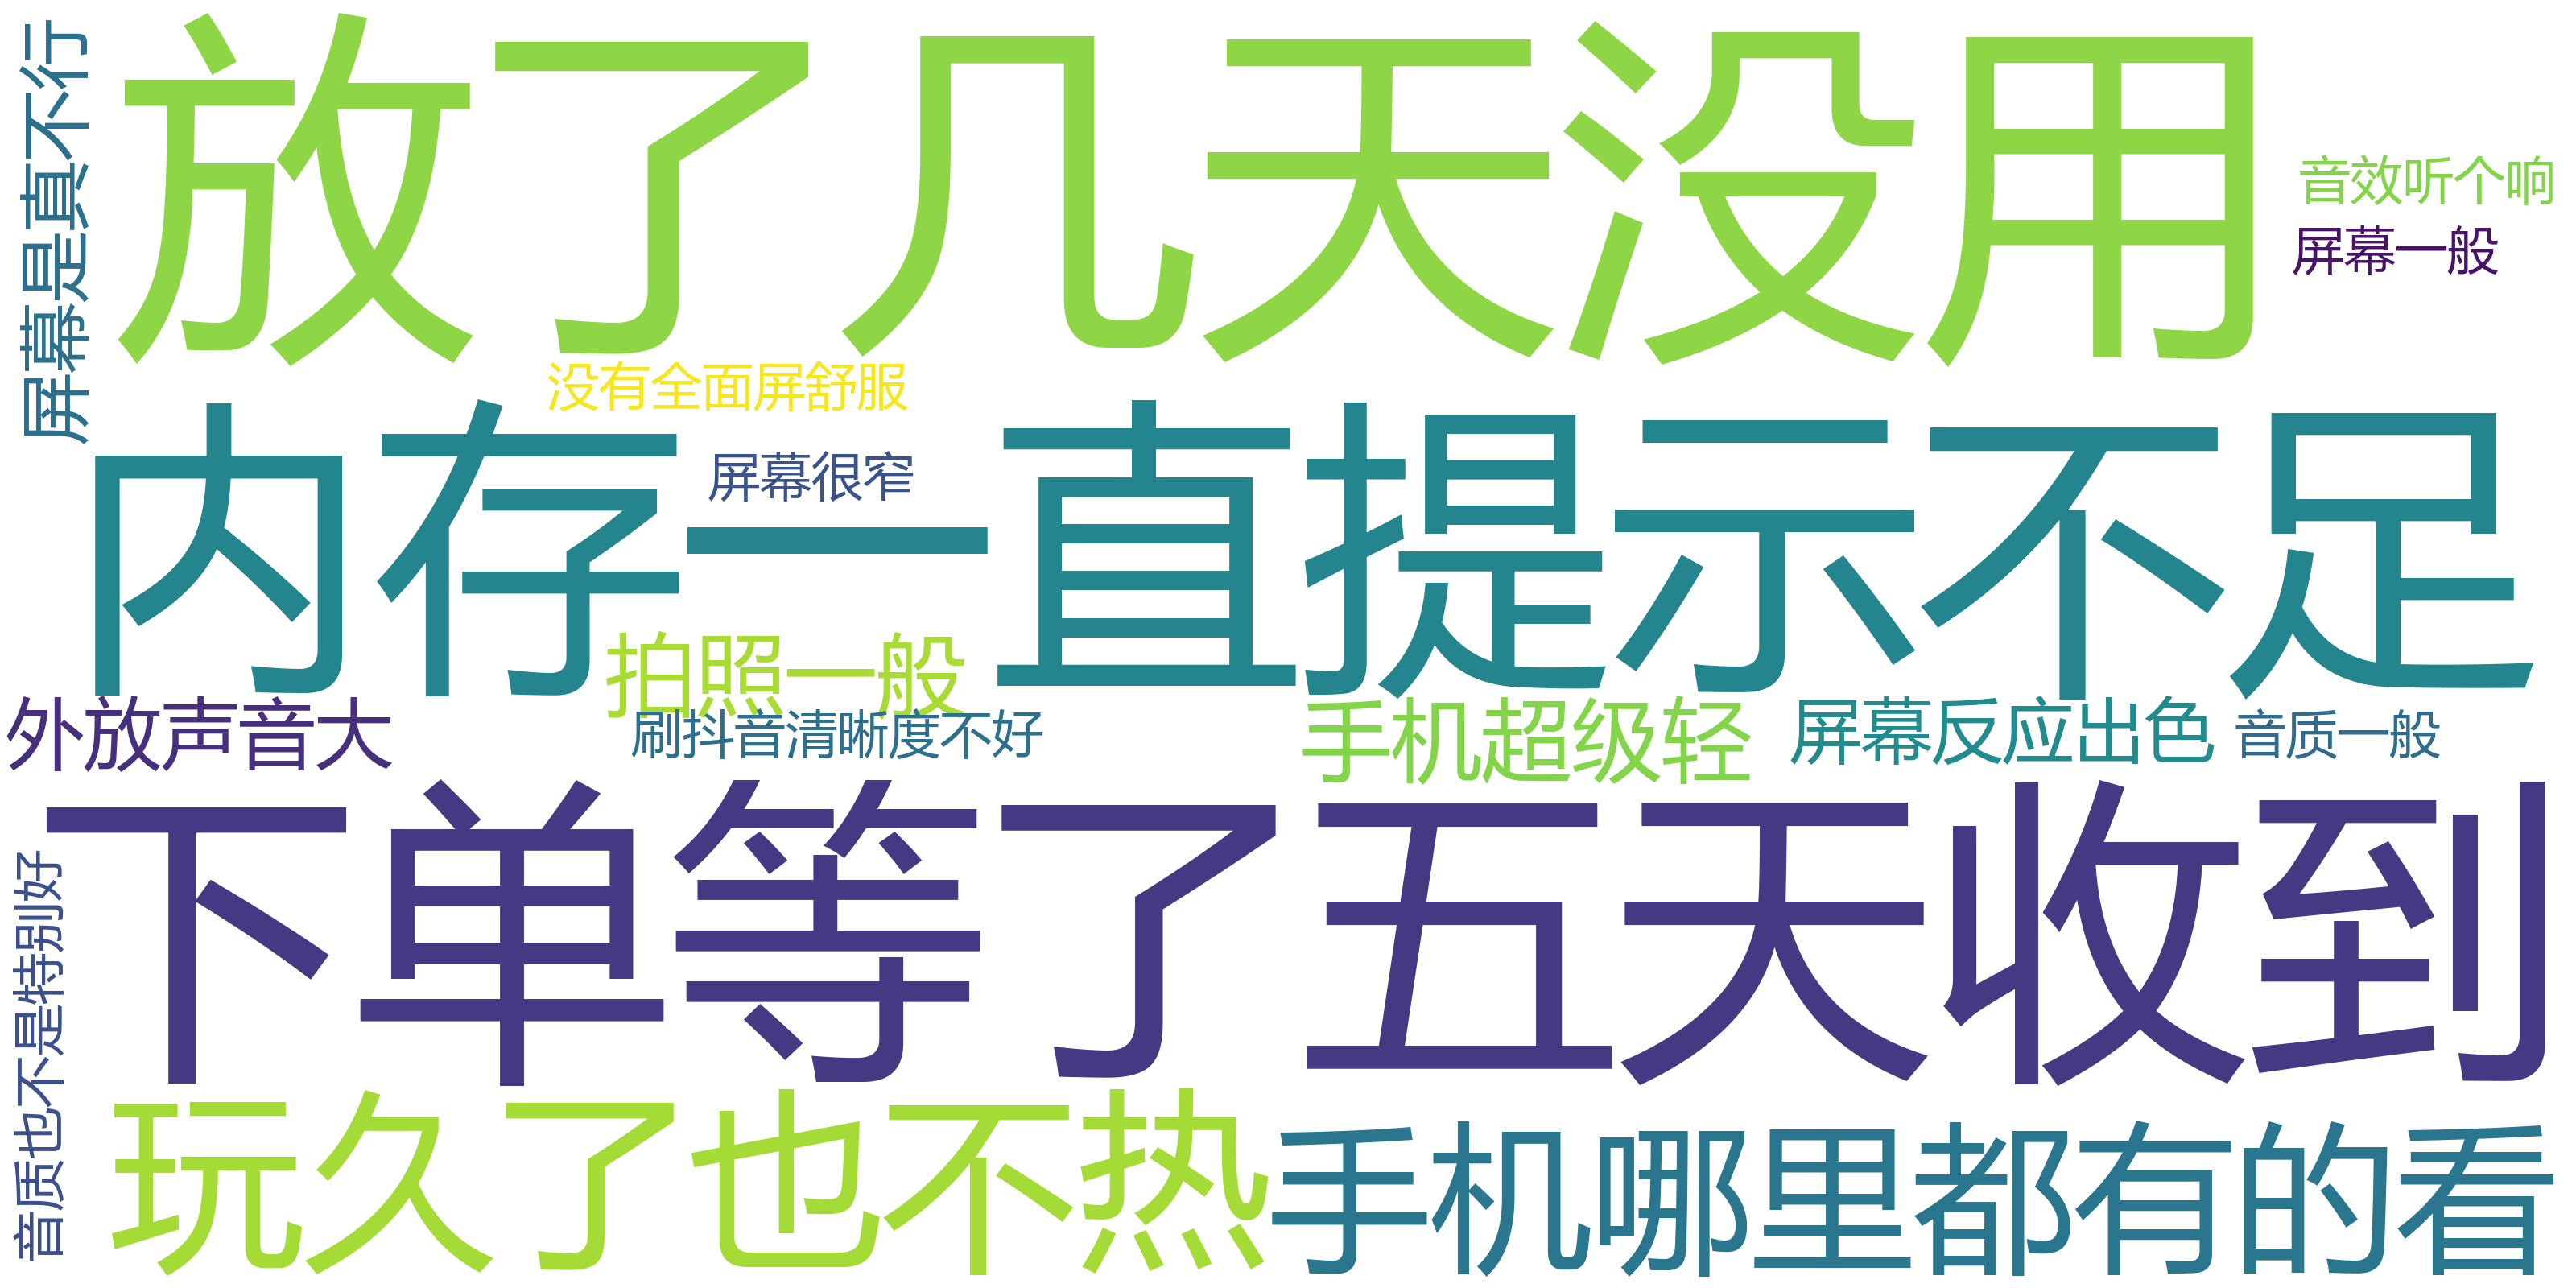 放了几天没用
屏幕是真不行
音效听个响
屏幕一般
没有全面屏舒服
内存一直提示不足
屏幕很窄
拍照一般
外放声音大
刷抖音清晰度不好
手机超级轻
屏幕反应出色
音质一般
下单等了五天收到
音质也不是特别好
玩久了也不热
手机哪里都有的看